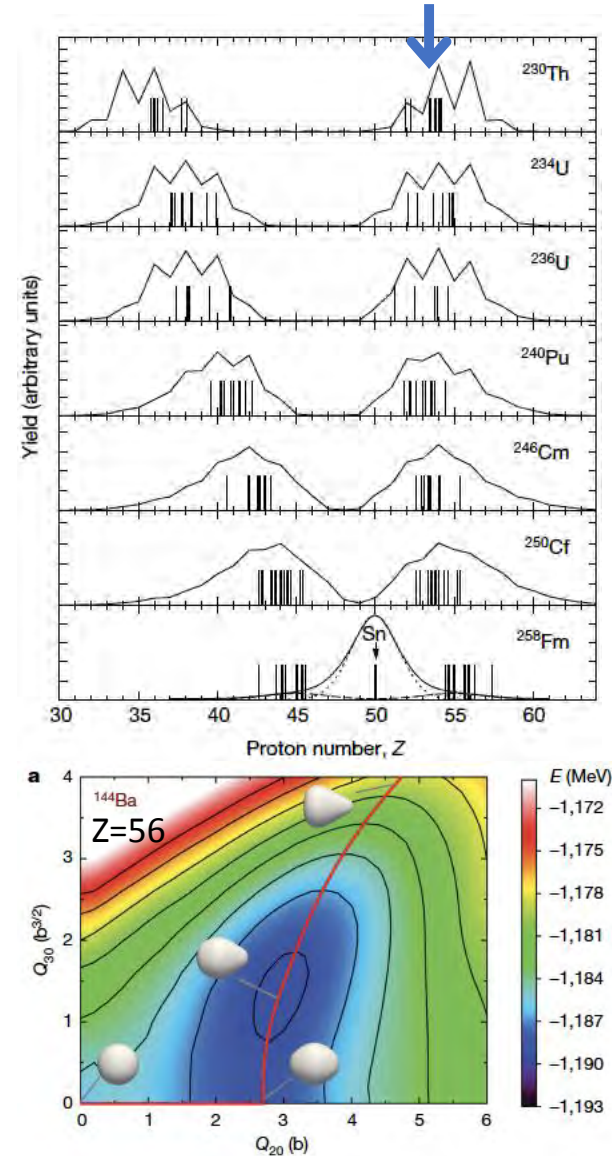 Yield (arbitrary units)
²³⁰Th
²³⁴U
²³⁶U
²⁴⁰Pu
²⁴⁶Cm
²⁵⁰Cf
Sn
²⁵⁸Fm
30 35 40 45 50 55 60
Proton number, Z
a
¹⁴⁴Ba
Z=56
Q₃₀ (b³/²)
4
3
2
1
0
0 1 2 3 4 5 6
Q₂₀ (b)
E (MeV)
−1,172
−1,175
−1,178
−1,181
−1,184
−1,187
−1,190
−1,193